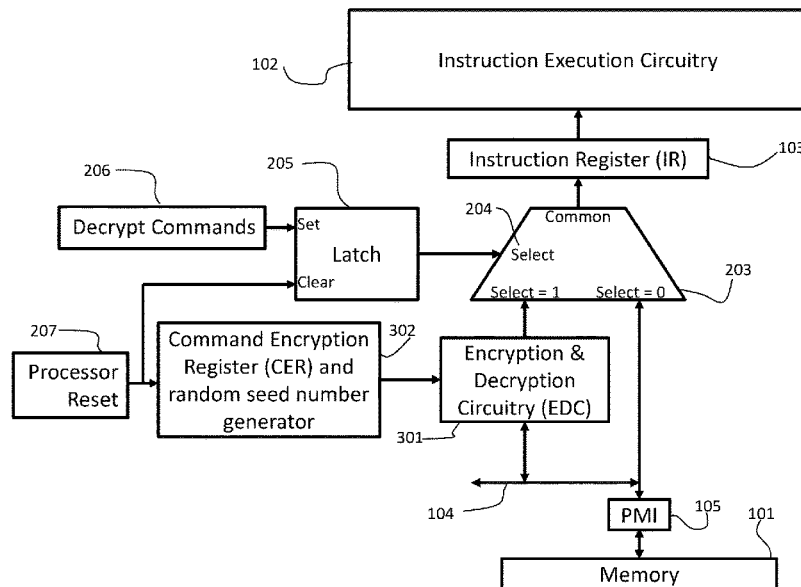 102
Instruction Execution Circuitry
Instruction Register (IR)
103
206
Decrypt Commands
205
Set
Latch
Clear
204
Common
Select
Select = 1
Select = 0
203
207
Processor
Reset
Command Encryption
Register (CER) and
random seed number
generator
302
Encryption &
Decryption
Circuitry (EDC)
301
104
PMI
105
101
Memory